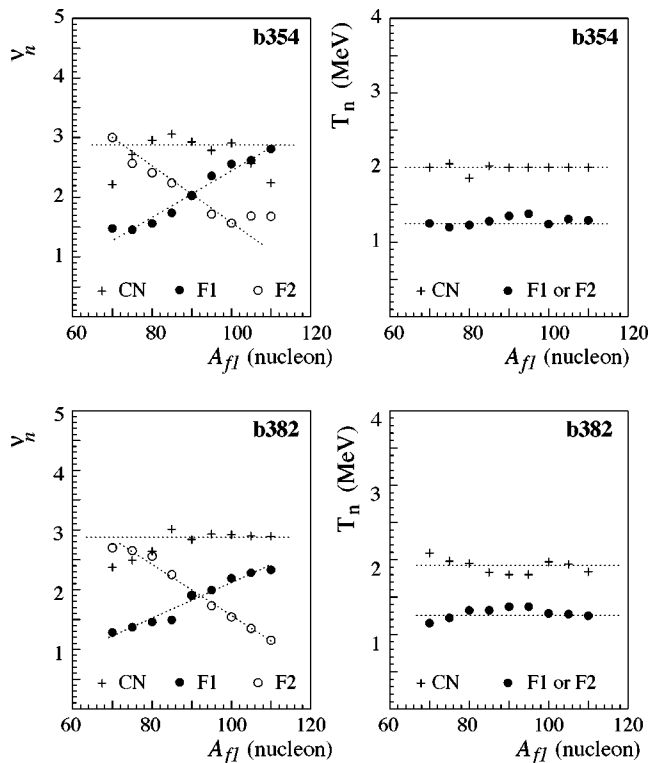 ν_n
5
4
3
2
1
b354
+ CN ● F1 ○ F2
60 80 100 120
A_f1 (nucleon)
T_n (MeV)
4
3
2
1
b354
+ CN ● F1 or F2
60 80 100 120
A_f1 (nucleon)
ν_n
5
4
3
2
1
b382
+ CN ● F1 ○ F2
60 80 100 120
A_f1 (nucleon)
T_n (MeV)
4
3
2
1
b382
+ CN ● F1 or F2
60 80 100 120
A_f1 (nucleon)